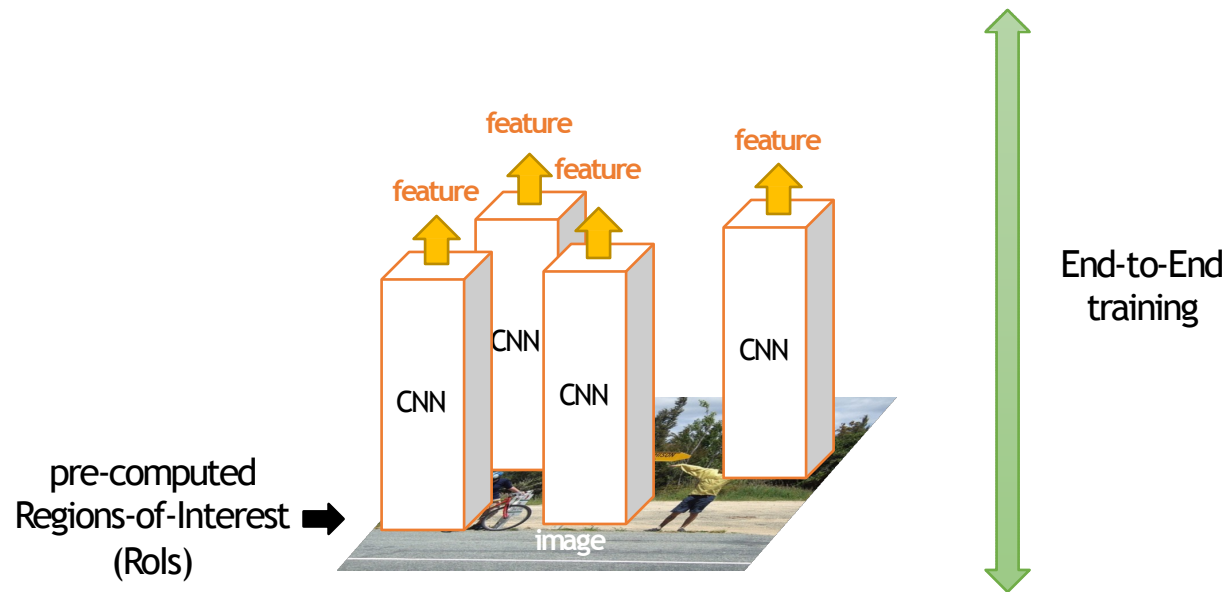 feature
feature
feature
feature
CNN
CNN
CNN
CNN
End-to-End
training
pre-computed
Regions-of-Interest
(RoIs)
image